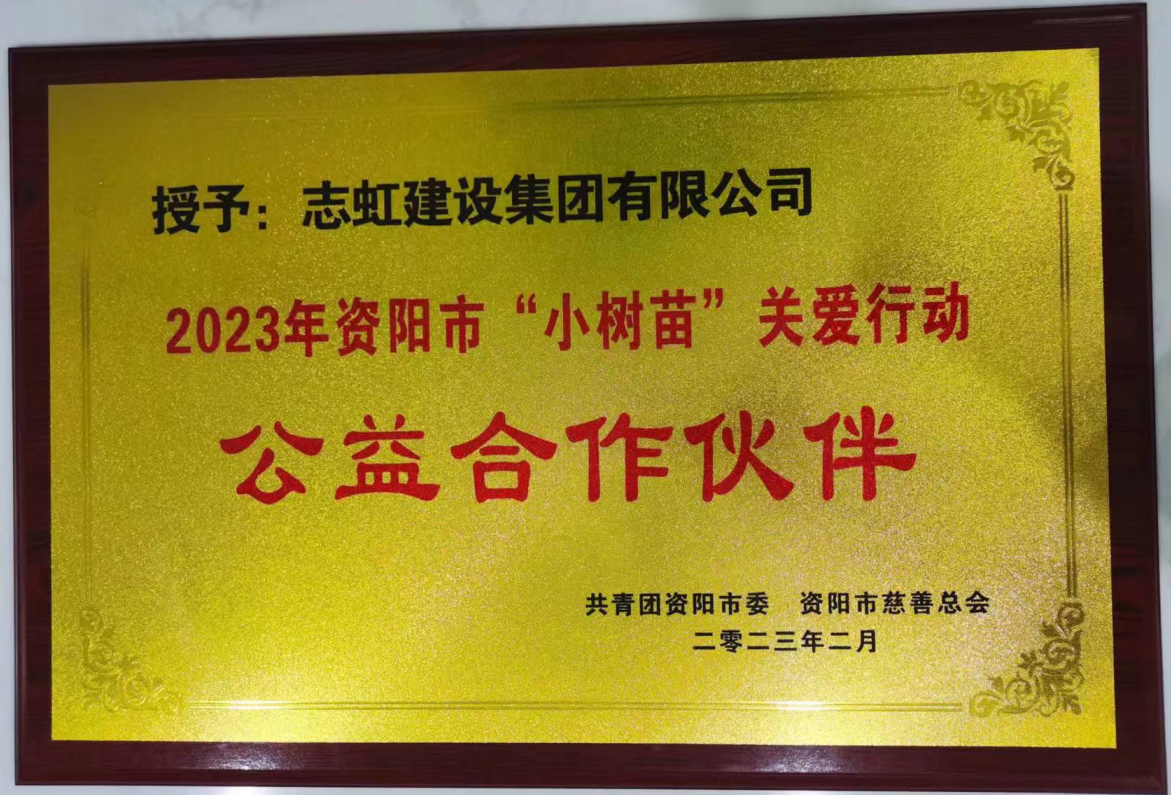 授予：志虹建设集团有限公司
2023年资阳市“小树苗”关爱行动
公益合作伙伴
共青团资阳市委　资阳市慈善总会
二零二三年二月